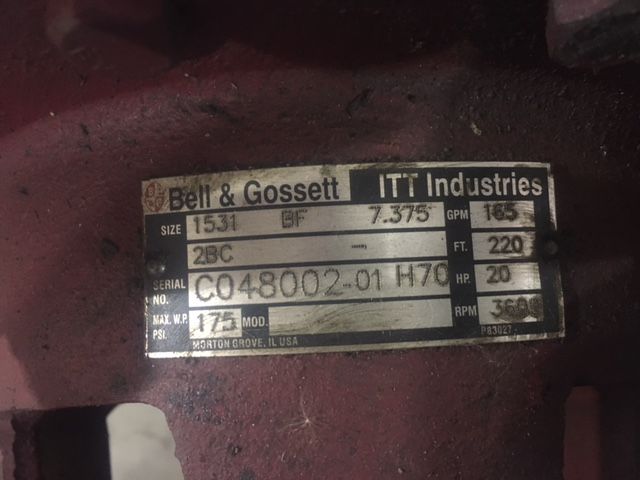 Bell & Gossett ITT Industries
SIZE 1531 BF 7.375 GPM 165
2BC - FT. 220
SERIAL NO. C048002-01 H70 HP. 20
MAX. W.P. PSI. 175 MOD. RPM
MORTON GROVE, IL USA P83027